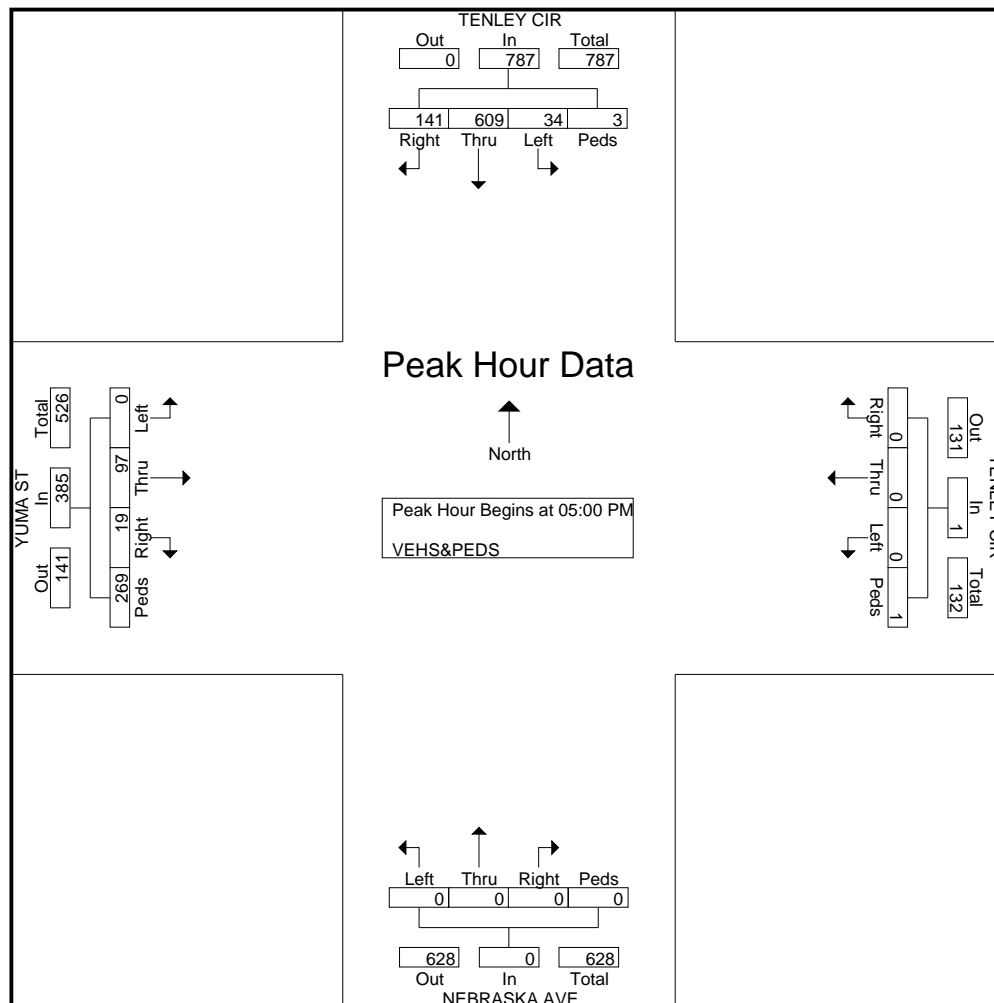 TENLEY CIR
Out In Total
0 787 787
141 609 34 3
Right Thru Left Peds
Peak Hour Data
North
Peak Hour Begins at 05:00 PM
VEHS&PEDS
YUMA ST
Total In Out
526 385 141
0 97 19 269
Left Thru Right Peds
Right Thru Left Peds
0 0 0 1
Out In Total
131 1 132
TENLEY CIR
Left Thru Right Peds
0 0 0 0
628 0 628
Out In Total
NEBRASKA AVE